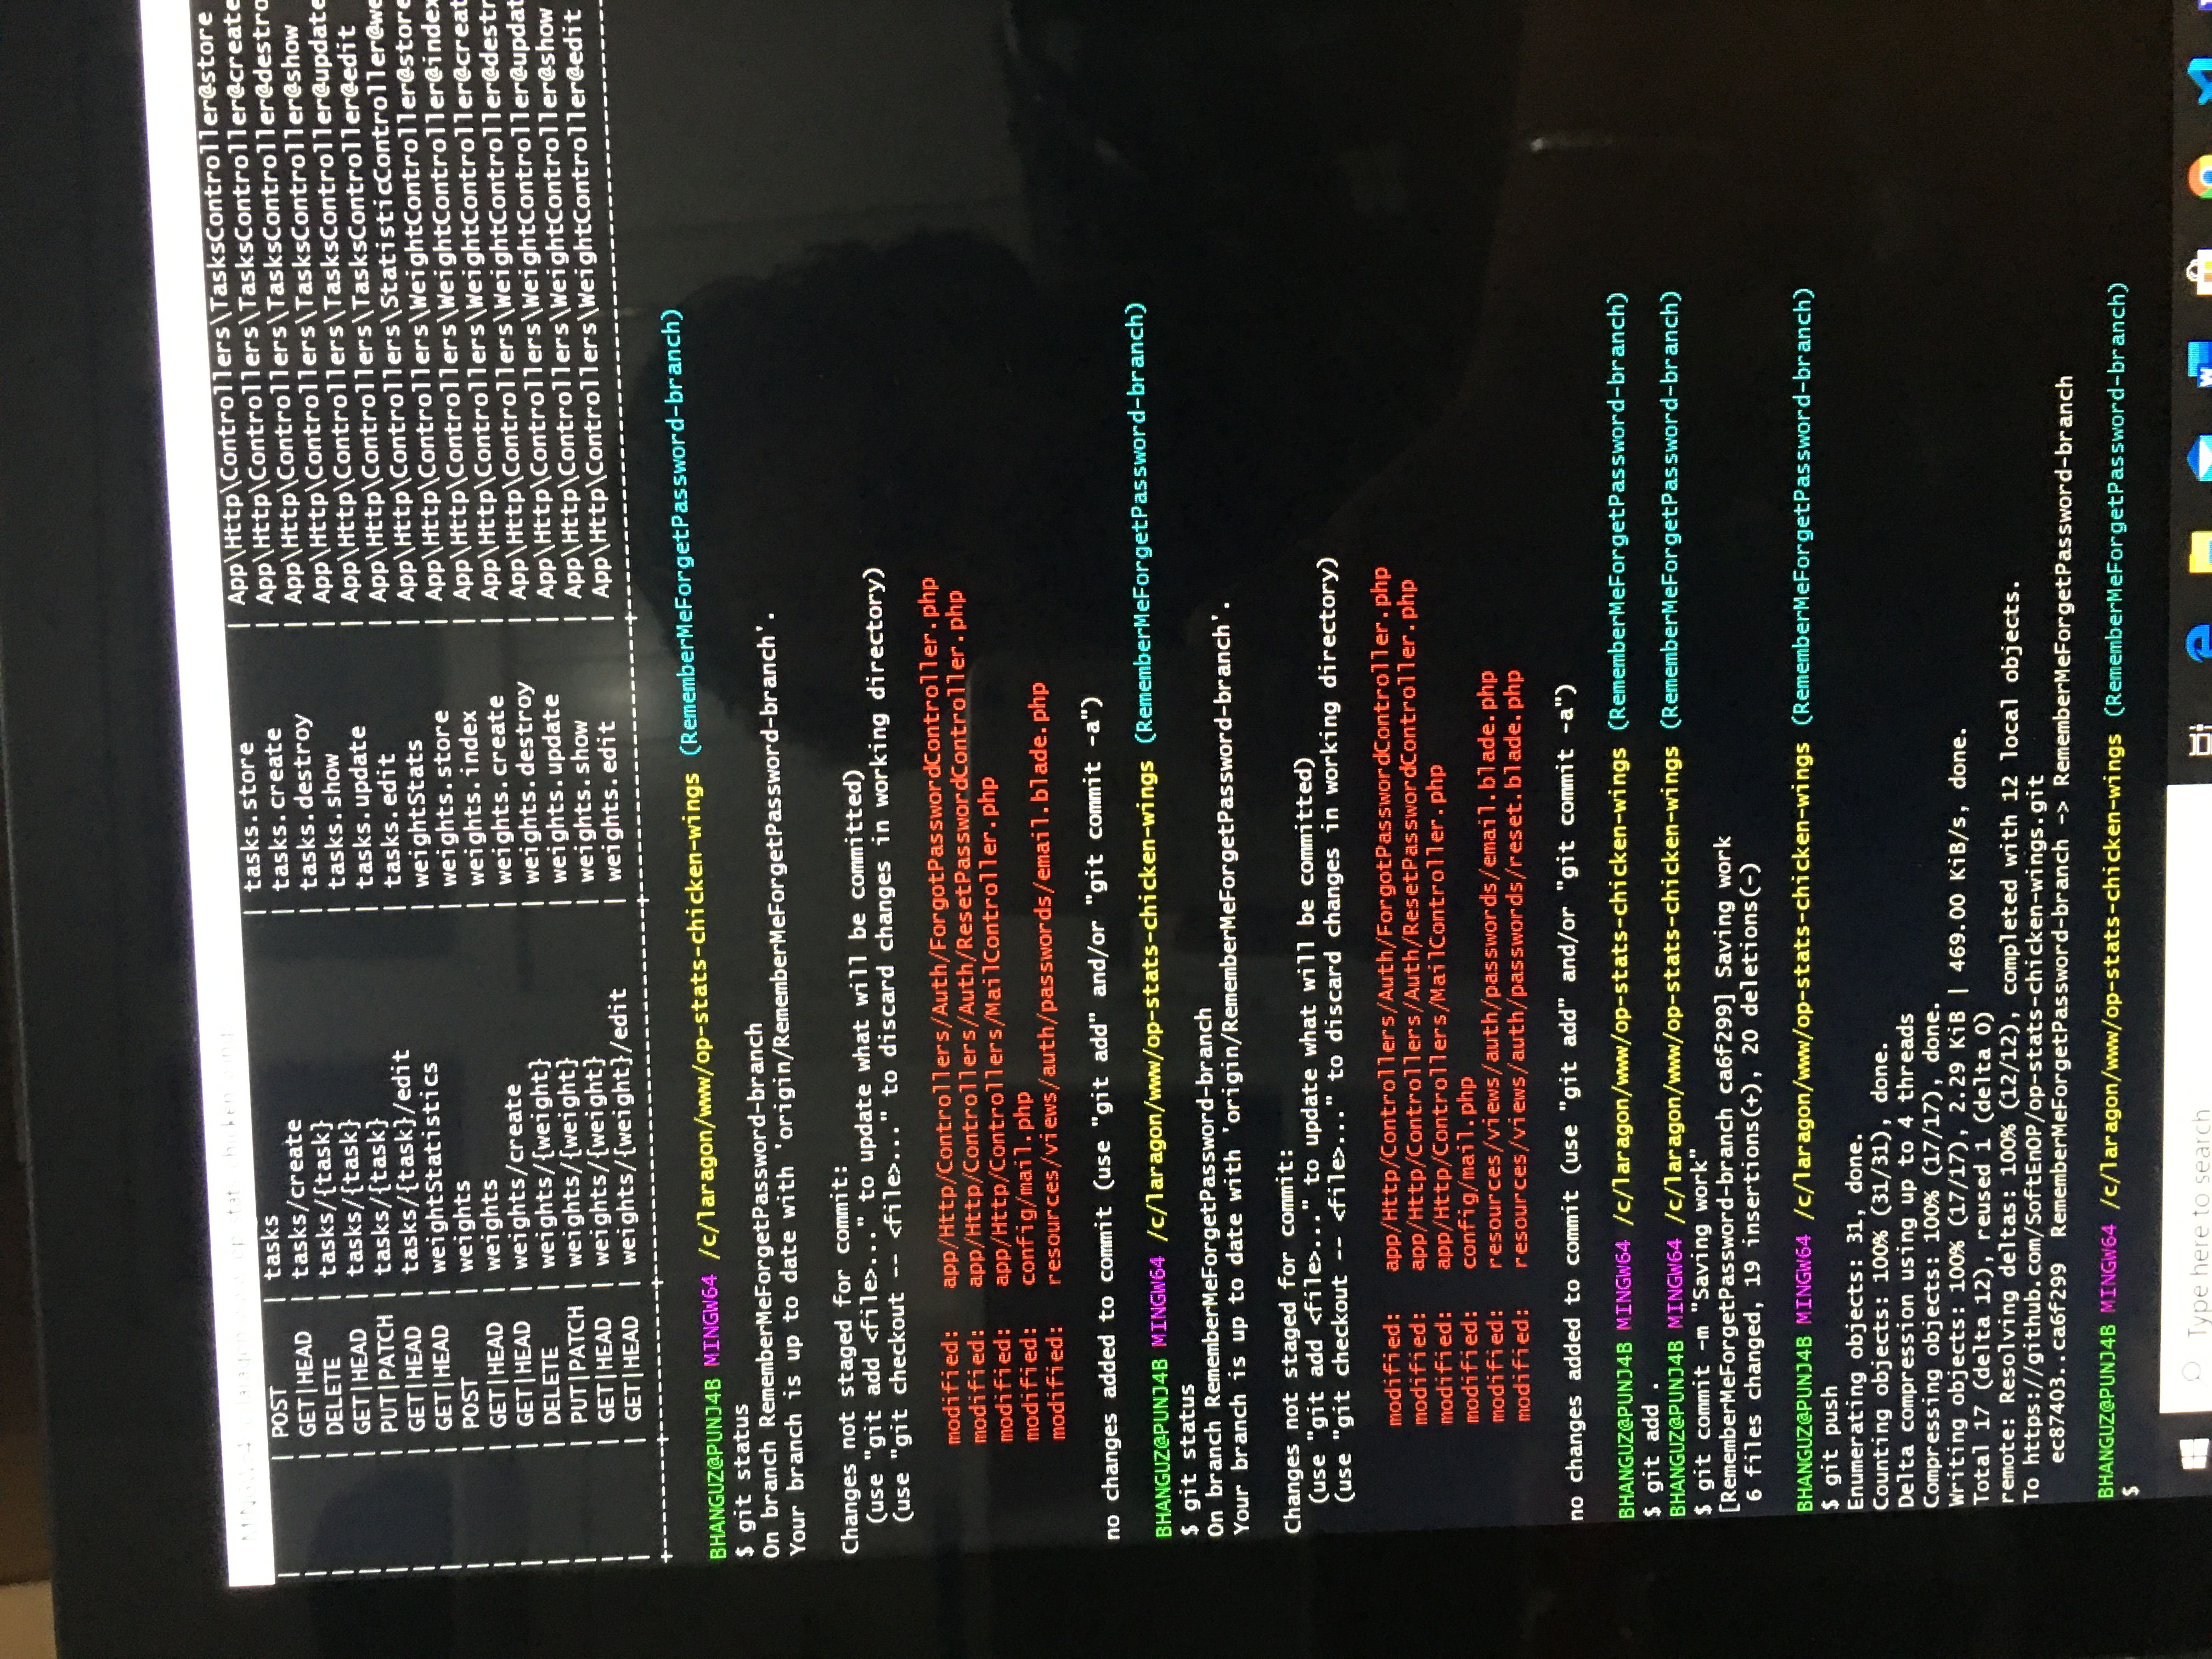 MINGW64:/c/laragon/www/op-stats-chicken-wings
| | POST | tasks | tasks.store | App\Http\Controllers\TasksController@store
| | GET|HEAD | tasks/create | tasks.create | App\Http\Controllers\TasksController@create
| | DELETE | tasks/{task} | tasks.destroy | App\Http\Controllers\TasksController@destro
| | GET|HEAD | tasks/{task} | tasks.show | App\Http\Controllers\TasksController@show
| | PUT|PATCH | tasks/{task} | tasks.update | App\Http\Controllers\TasksController@update
| | GET|HEAD | tasks/{task}/edit | tasks.edit | App\Http\Controllers\TasksController@edit
| | GET|HEAD | weightStatistics | weightStats | App\Http\Controllers\StatisticController@we
| | POST | weights | weights.store | App\Http\Controllers\WeightController@store
| | GET|HEAD | weights | weights.index | App\Http\Controllers\WeightController@index
| | GET|HEAD | weights/create | weights.create | App\Http\Controllers\WeightController@creat
| | DELETE | weights/{weight} | weights.destroy | App\Http\Controllers\WeightController@destr
| | PUT|PATCH | weights/{weight} | weights.update | App\Http\Controllers\WeightController@updat
| | GET|HEAD | weights/{weight} | weights.show | App\Http\Controllers\WeightController@show
| | GET|HEAD | weights/{weight}/edit | weights.edit | App\Http\Controllers\WeightController@edit
BHANGUZ@PUNJ4B MINGW64 /c/laragon/www/op-stats-chicken-wings (RememberMeForgetPassword-branch)
$ git status
On branch RememberMeForgetPassword-branch
Your branch is up to date with 'origin/RememberMeForgetPassword-branch'.
Changes not staged for commit:
(use "git add <file>..." to update what will be committed)
(use "git checkout -- <file>..." to discard changes in working directory)
modified: app/Http/Controllers/Auth/ForgotPasswordController.php
modified: app/Http/Controllers/Auth/ResetPasswordController.php
modified: app/Http/Controllers/MailController.php
modified: config/mail.php
modified: resources/views/auth/passwords/email.blade.php
no changes added to commit (use "git add" and/or "git commit -a")
BHANGUZ@PUNJ4B MINGW64 /c/laragon/www/op-stats-chicken-wings (RememberMeForgetPassword-branch)
$ git status
On branch RememberMeForgetPassword-branch
Your branch is up to date with 'origin/RememberMeForgetPassword-branch'.
Changes not staged for commit:
(use "git add <file>..." to update what will be committed)
(use "git checkout -- <file>..." to discard changes in working directory)
modified: app/Http/Controllers/Auth/ForgotPasswordController.php
modified: app/Http/Controllers/Auth/ResetPasswordController.php
modified: app/Http/Controllers/MailController.php
modified: config/mail.php
modified: resources/views/auth/passwords/email.blade.php
modified: resources/views/auth/passwords/reset.blade.php
no changes added to commit (use "git add" and/or "git commit -a")
BHANGUZ@PUNJ4B MINGW64 /c/laragon/www/op-stats-chicken-wings (RememberMeForgetPassword-branch)
$ git add .
BHANGUZ@PUNJ4B MINGW64 /c/laragon/www/op-stats-chicken-wings (RememberMeForgetPassword-branch)
$ git commit -m "Saving work"
[RememberMeForgetPassword-branch ca6f299] Saving work
6 files changed, 19 insertions(+), 20 deletions(-)
BHANGUZ@PUNJ4B MINGW64 /c/laragon/www/op-stats-chicken-wings (RememberMeForgetPassword-branch)
$ git push
Enumerating objects: 31, done.
Counting objects: 100% (31/31), done.
Delta compression using up to 4 threads
Compressing objects: 100% (17/17), done.
Writing objects: 100% (17/17), 2.29 KiB | 469.00 KiB/s, done.
Total 17 (delta 12), reused 1 (delta 0)
remote: Resolving deltas: 100% (12/12), completed with 12 local objects.
To https://github.com/SoftEnOP/op-stats-chicken-wings.git
ec87403..ca6f299 RememberMeForgetPassword-branch -> RememberMeForgetPassword-branch
BHANGUZ@PUNJ4B MINGW64 /c/laragon/www/op-stats-chicken-wings (RememberMeForgetPassword-branch)
$
Type here to search